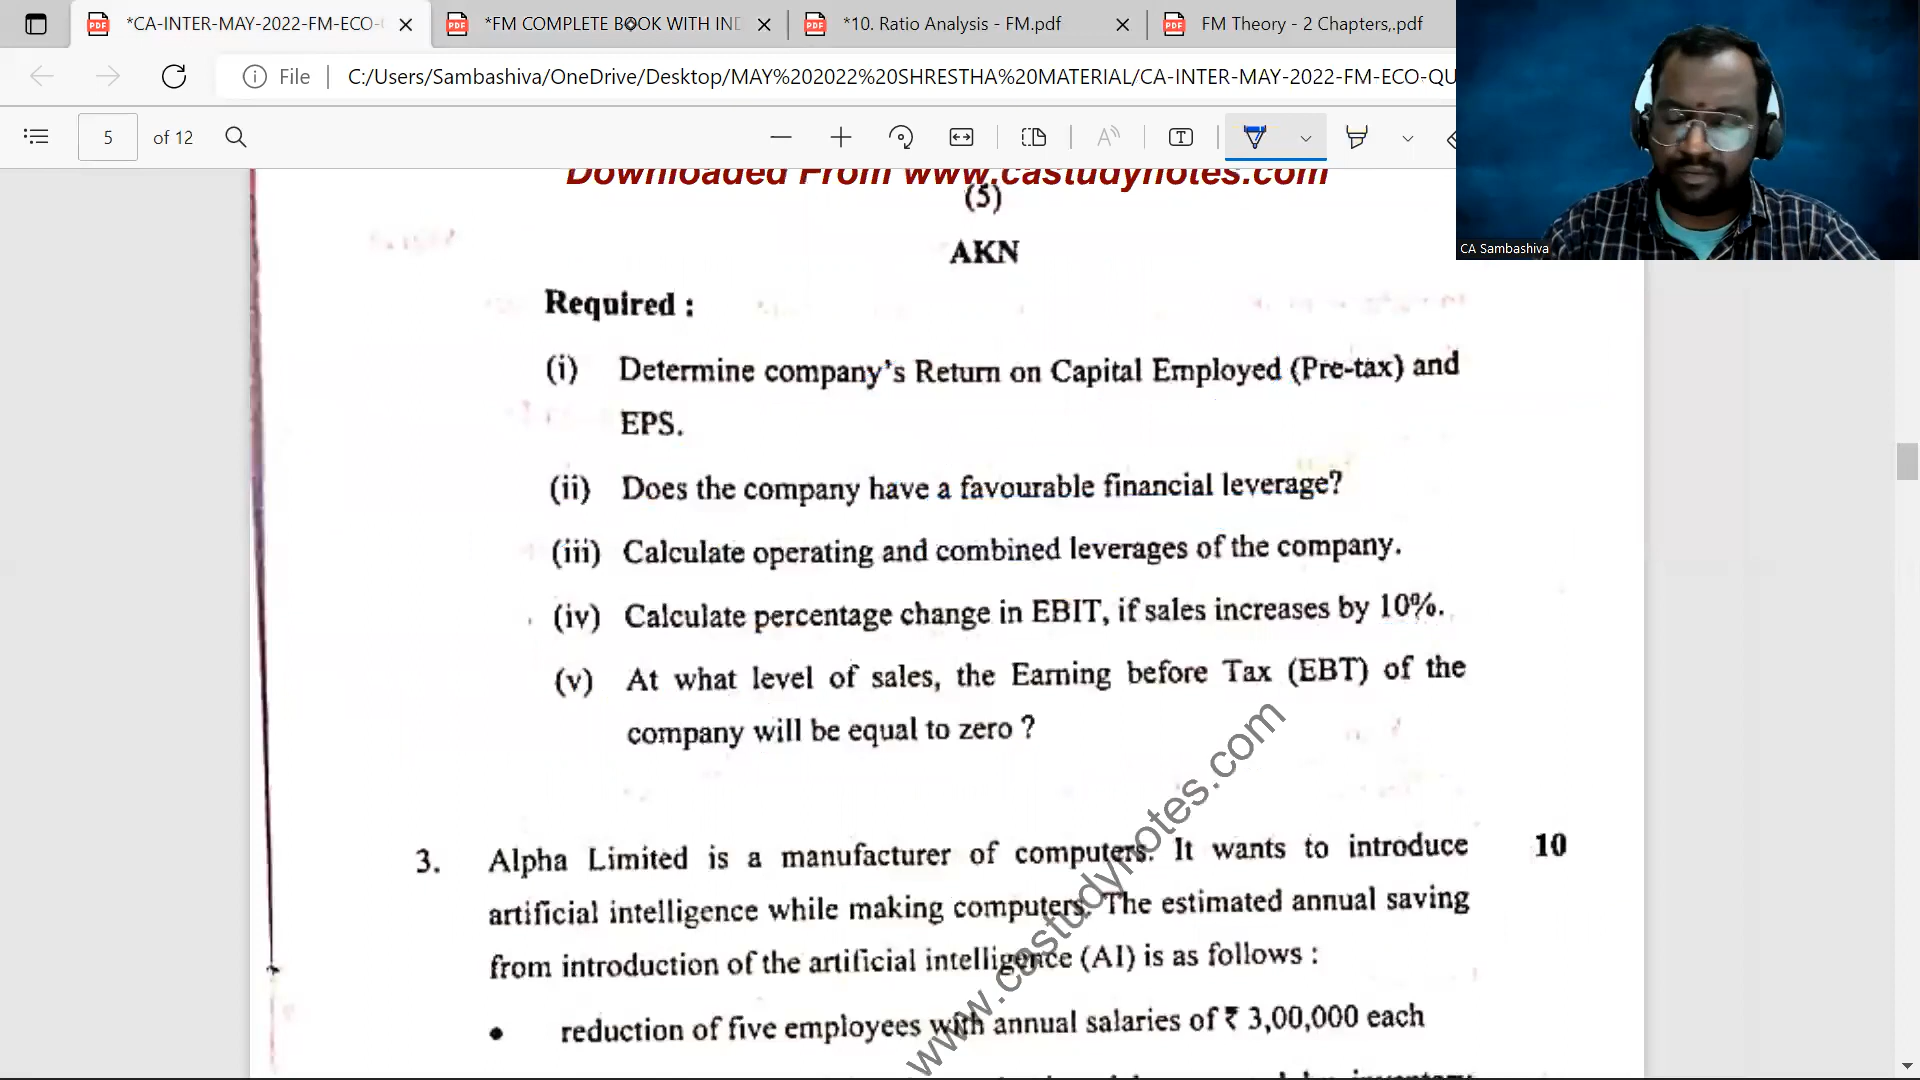 *CA-INTER-MAY-2022-FM-ECO-
*FM COMPLETE BOOK WITH IND
*10. Ratio Analysis - FM.pdf
FM Theory - 2 Chapters,.pdf
File
C:/Users/Sambashiva/OneDrive/Desktop/MAY%202022%20SHRESTHA%20MATERIAL/CA-INTER-MAY-2022-FM-ECO-QU
5 of 12
CA Sambashiva
Downloaded From www.castudynotes.com
(5)
AKN
Required :
(i) Determine company's Return on Capital Employed (Pre-tax) and
EPS.
(ii) Does the company have a favourable financial leverage?
(iii) Calculate operating and combined leverages of the company.
(iv) Calculate percentage change in EBIT, if sales increases by 10%.
(v) At what level of sales, the Earning before Tax (EBT) of the
company will be equal to zero ?
3. Alpha Limited is a manufacturer of computers. It wants to introduce 10
artificial intelligence while making computers. The estimated annual saving
from introduction of the artificial intelligence (AI) is as follows :
• reduction of five employees with annual salaries of ₹ 3,00,000 each
www.castudynotes.com